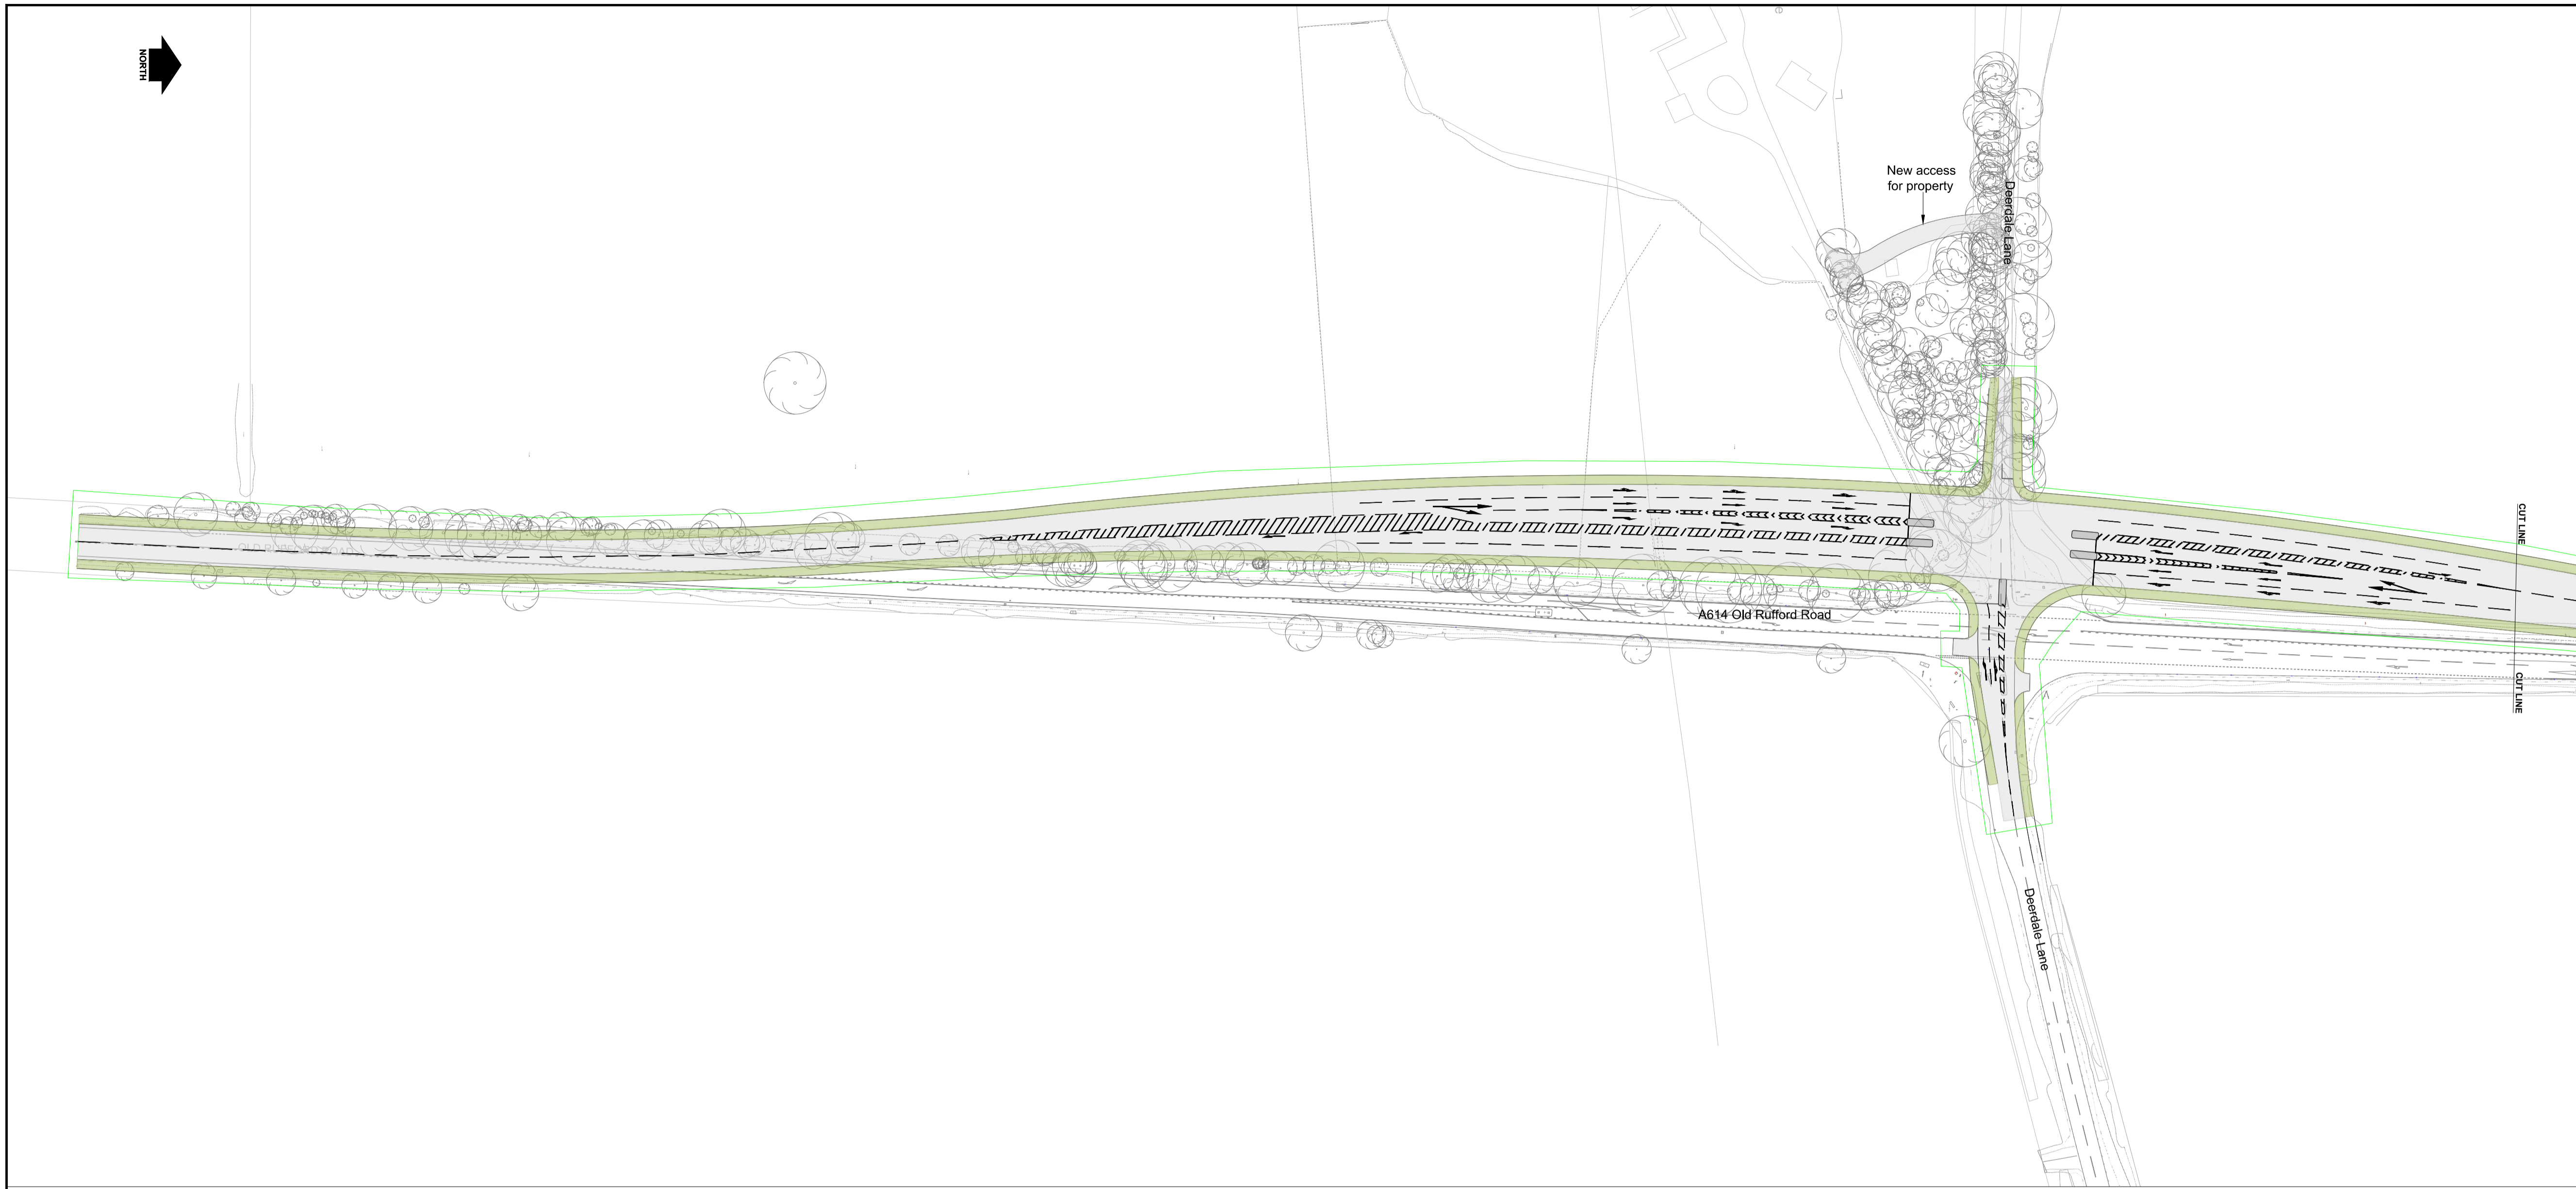 NORTH
New access
for property
Deerdale Lane
CUT LINE
A614 Old Rufford Road
CUT LINE
Deerdale Lane